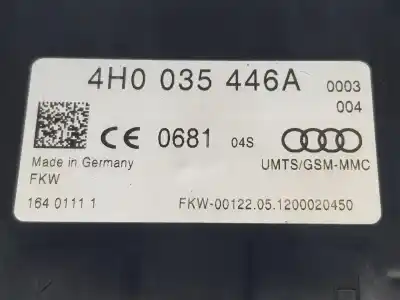 4H0 035 446A 0003
004
CE 0681 04S
Made in Germany UMTS/GSM-MMC
FKW
164 0111 1 FKW-00122.05.1200020450